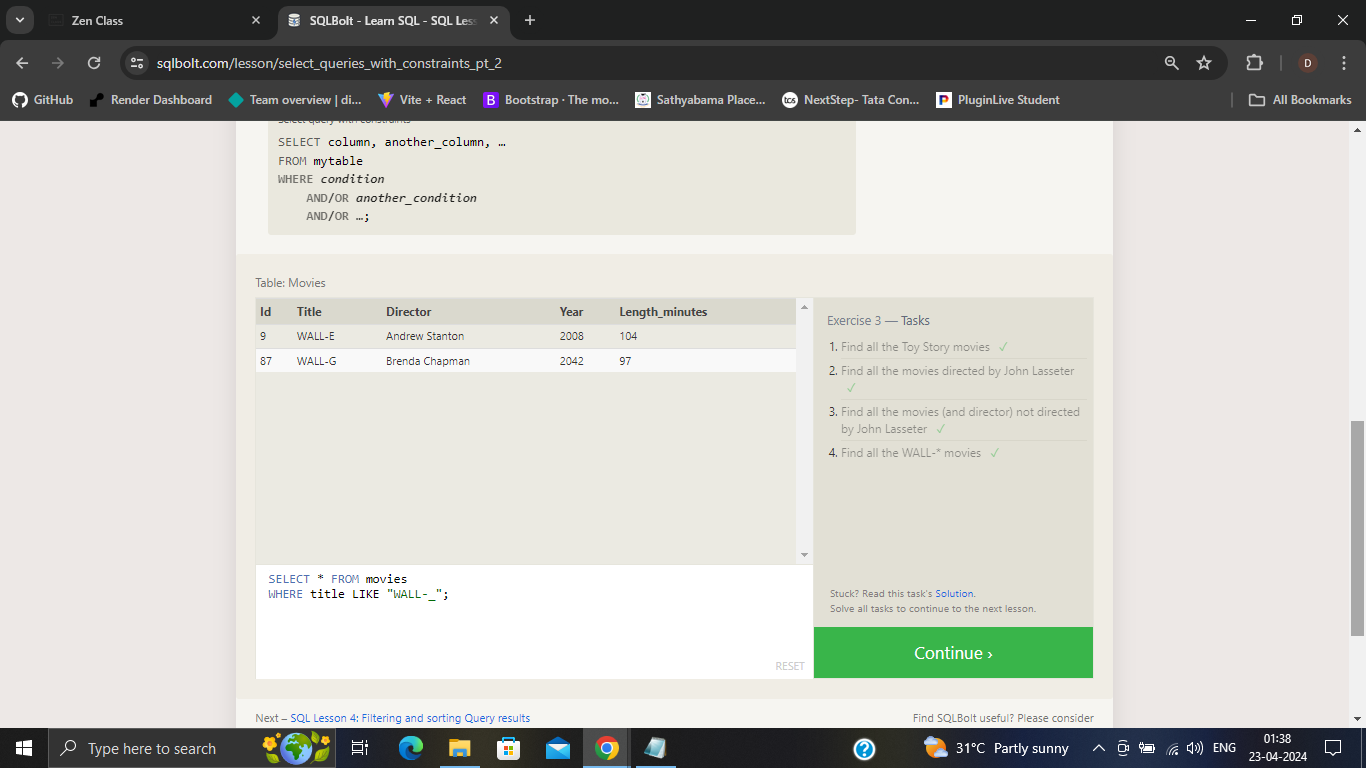 Zen Class
SQLBolt - Learn SQL - SQL Les
sqlbolt.com/lesson/select_queries_with_constraints_pt_2
D
GitHub
Render Dashboard
Team overview | di...
Vite + React
B Bootstrap · The mo...
Sathyabama Place...
tcs NextStep- Tata Con...
P PluginLive Student
All Bookmarks
Select query with constraints
SELECT column, another_column, …
FROM mytable
WHERE condition
AND/OR another_condition
AND/OR …;
Table: Movies
Id Title Director Year Length_minutes
9 WALL-E Andrew Stanton 2008 104
87 WALL-G Brenda Chapman 2042 97
SELECT * FROM movies
WHERE title LIKE "WALL-_";
RESET
Exercise 3 — Tasks
1. Find all the Toy Story movies ✓
2. Find all the movies directed by John Lasseter
✓
3. Find all the movies (and director) not directed
by John Lasseter ✓
4. Find all the WALL-* movies ✓
Stuck? Read this task's Solution.
Solve all tasks to continue to the next lesson.
Continue ›
Next – SQL Lesson 4: Filtering and sorting Query results
Find SQLBolt useful? Please consider
Type here to search
31°C Partly sunny
ENG
01:38
23-04-2024